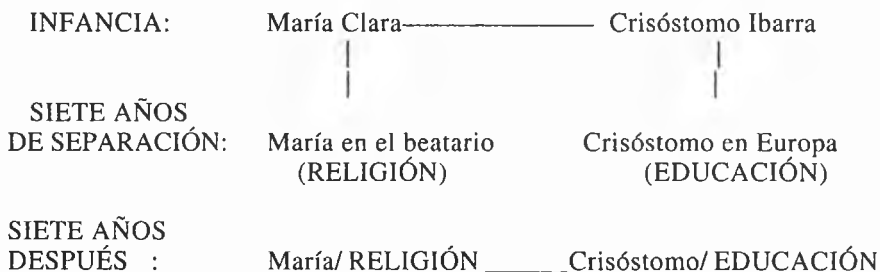 INFANCIA: María Clara———————— Crisóstomo Ibarra
SIETE AÑOS
DE SEPARACIÓN: María en el beatario Crisóstomo en Europa
(RELIGIÓN) (EDUCACIÓN)
SIETE AÑOS
DESPUÉS : María/ RELIGIÓN ______Crisóstomo/ EDUCACIÓN